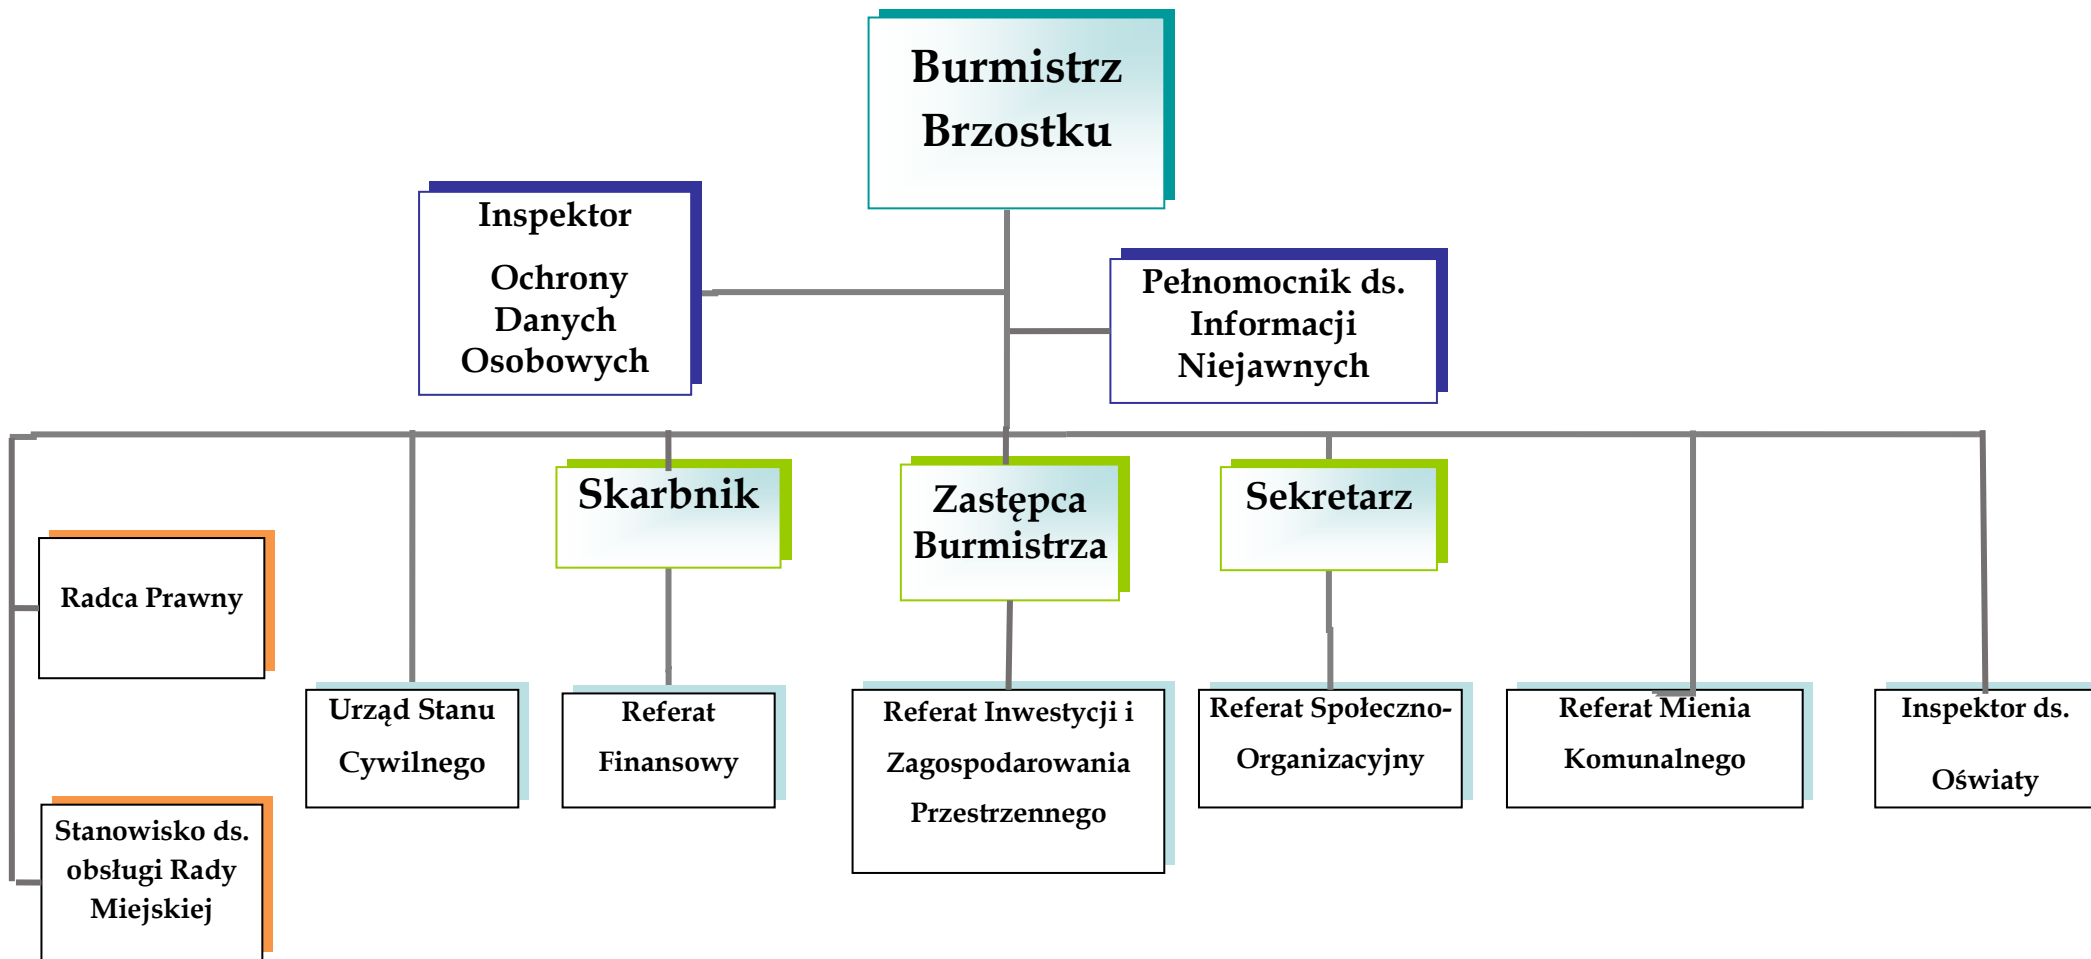 Burmistrz
Brzostku
Inspektor
Ochrony
Danych
Osobowych
Pełnomocnik ds.
Informacji
Niejawnych
Skarbnik
Zastępca
Burmistrza
Sekretarz
Radca Prawny
Stanowisko ds.
obsługi Rady
Miejskiej
Urząd Stanu
Cywilnego
Referat
Finansowy
Referat Inwestycji i
Zagospodarowania
Przestrzennego
Referat Społeczno-
Organizacyjny
Referat Mienia
Komunalnego
Inspektor ds.
Oświaty